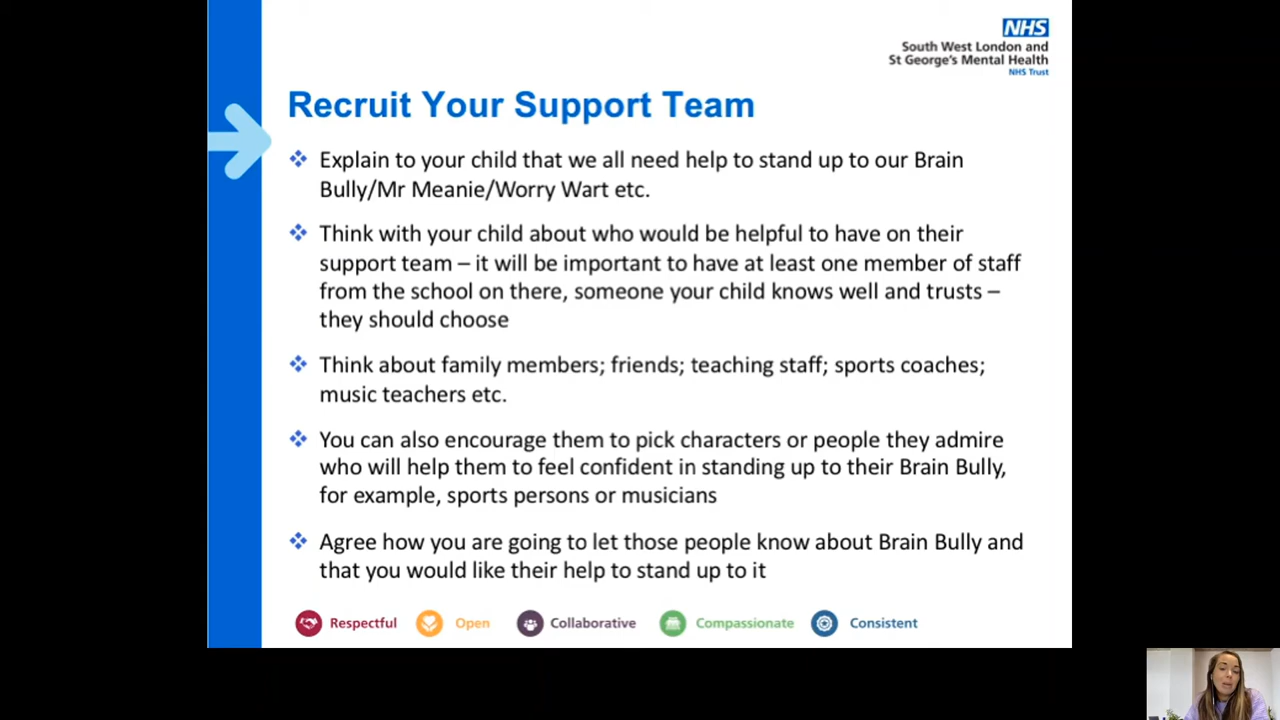 NHS
South West London and
St George's Mental Health
NHS Trust
Recruit Your Support Team
Explain to your child that we all need help to stand up to our Brain
Bully/Mr Meanie/Worry Wart etc.
Think with your child about who would be helpful to have on their
support team – it will be important to have at least one member of staff
from the school on there, someone your child knows well and trusts –
they should choose
Think about family members; friends; teaching staff; sports coaches;
music teachers etc.
You can also encourage them to pick characters or people they admire
who will help them to feel confident in standing up to their Brain Bully,
for example, sports persons or musicians
Agree how you are going to let those people know about Brain Bully and
that you would like their help to stand up to it
Respectful Open Collaborative Compassionate Consistent